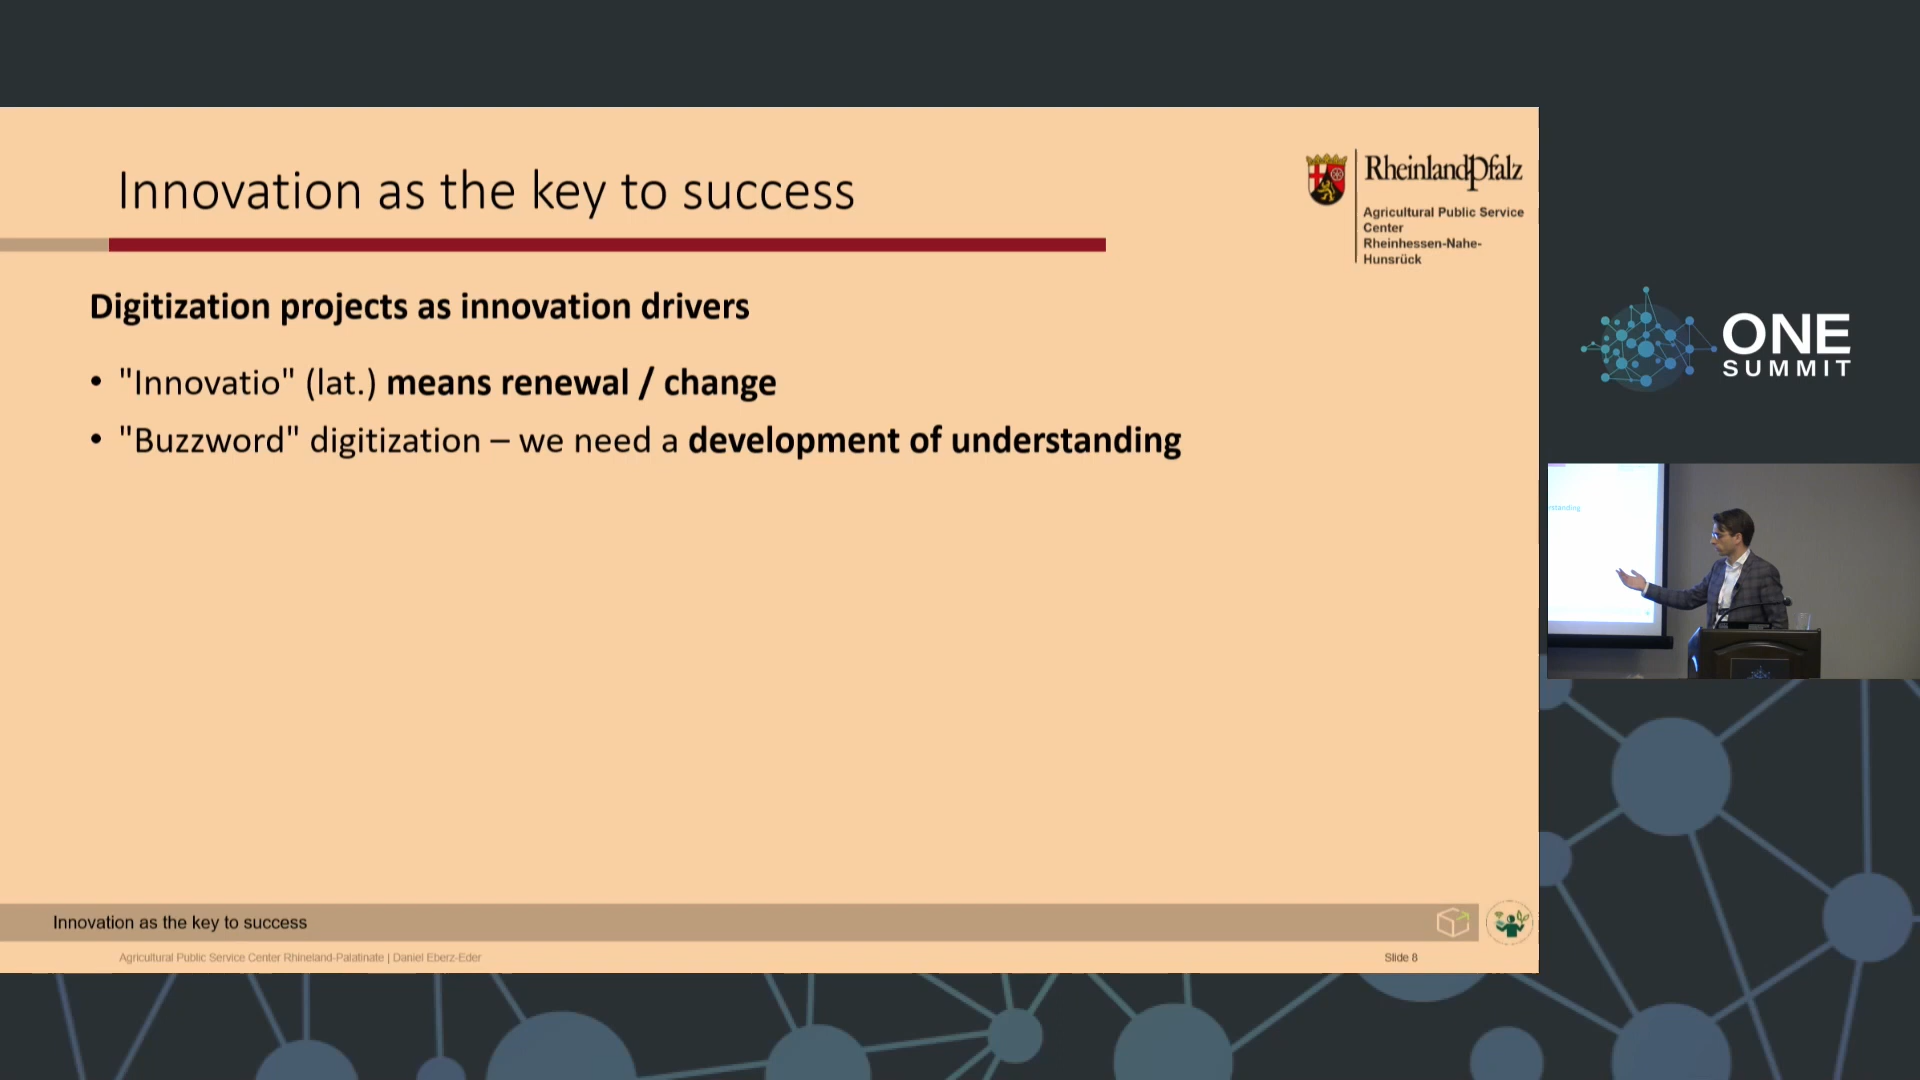 Innovation as the key to success
RheinlandPfalz
Agricultural Public Service
Center
Rheinhessen-Nahe-
Hunsrück
Digitization projects as innovation drivers
• "Innovatio" (lat.) means renewal / change
• "Buzzword" digitization – we need a development of understanding
ONE
SUMMIT
rstanding
Innovation as the key to success
Agricultural Public Service Center Rhineland-Palatinate | Daniel Eberz-Eder
Slide 8